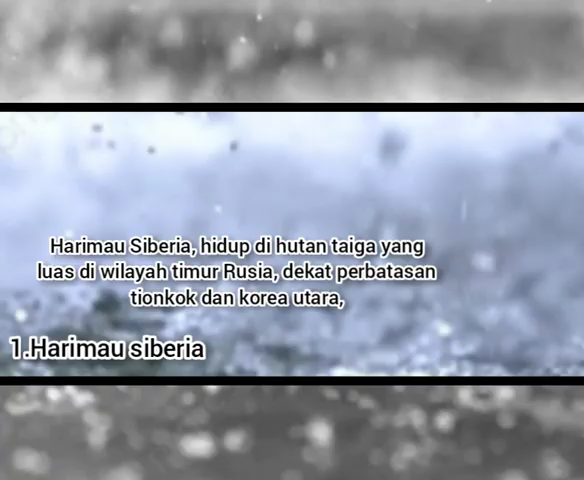 Harimau Siberia, hidup di hutan taiga yang
luas di wilayah timur Rusia, dekat perbatasan
tionkok dan korea utara,
1.Harimau siberia